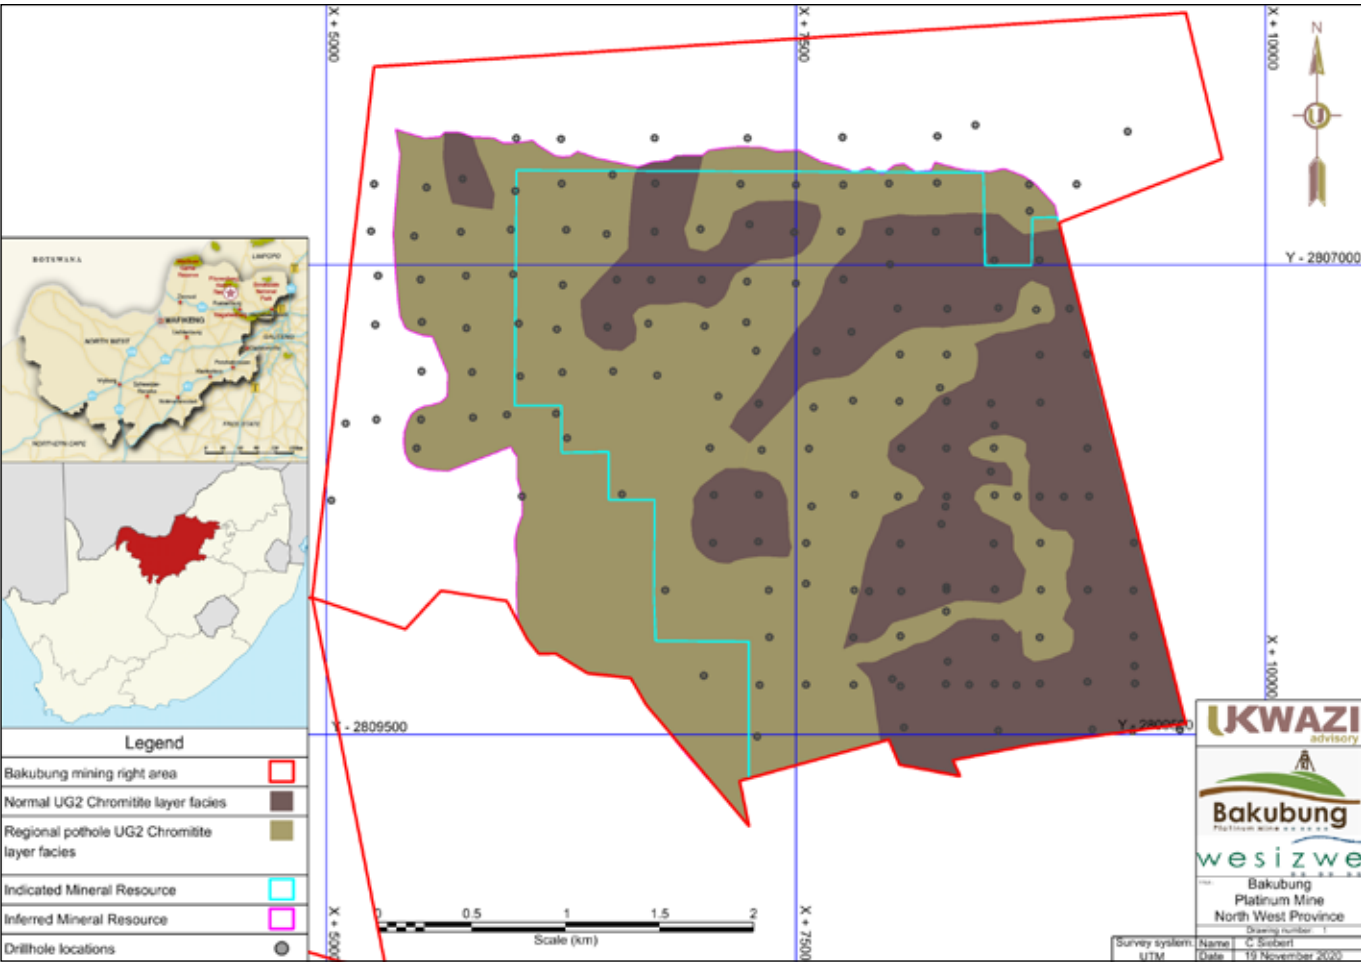 X + 5000
X + 7500
X + 10000
N
U
Y - 2807000
BOTSWANA
LIMPOPO
MAFIKENG
NORTH WEST
FREE STATE
NORTHERN CAPE
X + 10000
Y - 2809500
Y - 2809500
Legend
Bakubung mining right area
Normal UG2 Chromitite layer facies
Regional pothole UG2 Chromitite
layer facies
Indicated Mineral Resource
Inferred Mineral Resource
Drillhole locations
X + 5000
X + 7500
0 0.5 1 1.5 2
Scale (km)
UKWAZI
advisory
Bakubung
Platinum mine
wesizwe
Bakubung
Platinum Mine
North West Province
Drawing number: 1
Survey system:
UTM
Name C Siebert
Date 19 November 2020